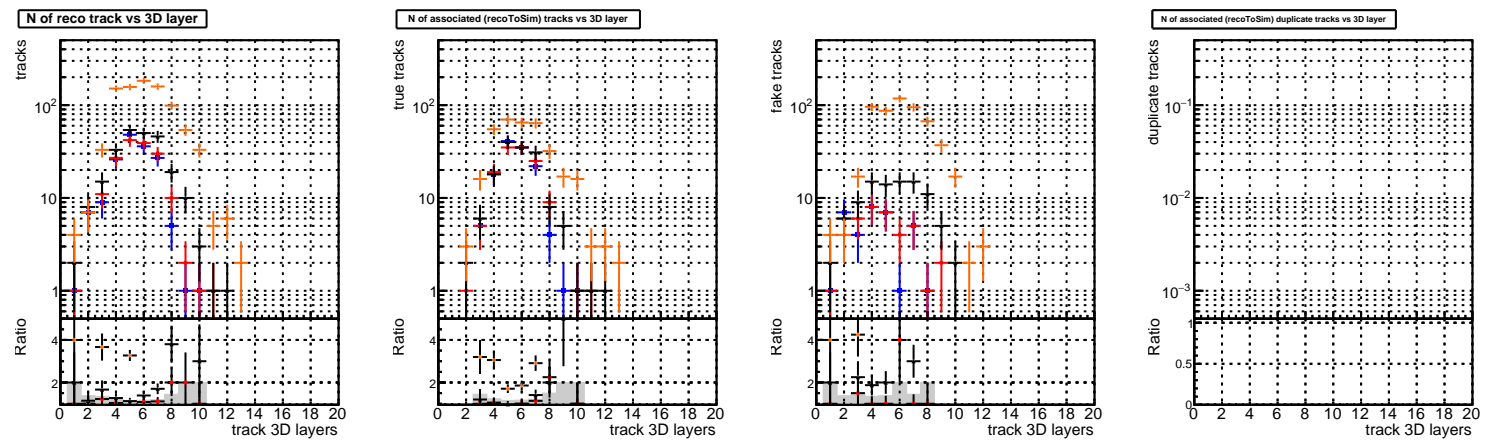 N of reco track vs 3D layer
tracks
10²
10
1
Ratio
4
2
0 2 4 6 8 10 12 14 16 18 20
track 3D layers
N of associated (recoToSim) tracks vs 3D layer
true tracks
10²
10
1
Ratio
4
2
0 2 4 6 8 10 12 14 16 18 20
track 3D layers
fake tracks
10²
10
1
Ratio
4
2
0 2 4 6 8 10 12 14 16 18 20
track 3D layers
N of associated (recoToSim) duplicate tracks vs 3D layer
duplicate tracks
10⁻¹
10⁻²
10⁻³
Ratio
1
0.5
0
0 2 4 6 8 10 12 14 16 18 20
track 3D layers